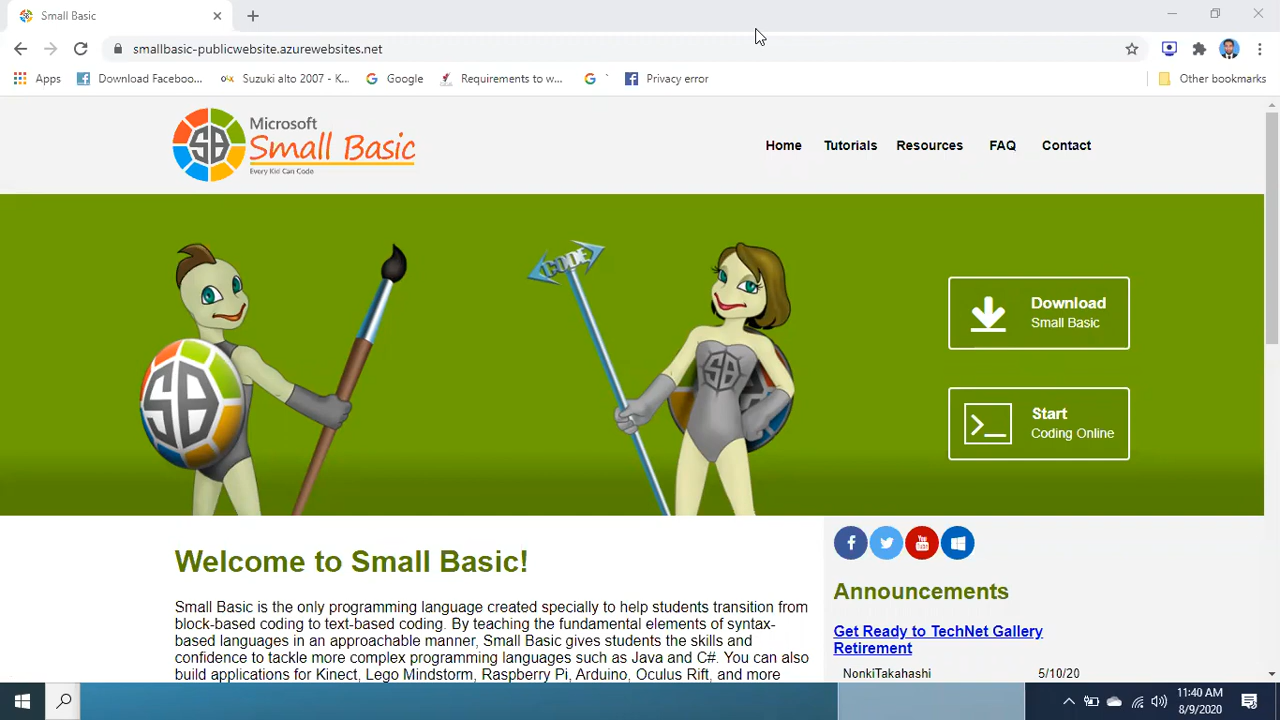 Small Basic
smallbasic-publicwebsite.azurewebsites.net
Apps Download Faceboo... Suzuki alto 2007 - K... Google Requirements to w... Privacy error Other bookmarks
Microsoft
Small Basic
Every Kid Can Code
SB
Home Tutorials Resources FAQ Contact
CODE
SB
SB
Download
Small Basic
Start
Coding Online
Welcome to Small Basic!
Small Basic is the only programming language created specially to help students transition from
block-based coding to text-based coding. By teaching the fundamental elements of syntax-
based languages in an approachable manner, Small Basic gives students the skills and
confidence to tackle more complex programming languages such as Java and C#. You can also
build applications for Kinect, Lego Mindstorm, Raspberry Pi, Arduino, Oculus Rift, and more
You Tube
Announcements
Get Ready to TechNet Gallery
Retirement
NonkiTakahashi 5/10/20
11:40 AM
8/9/2020